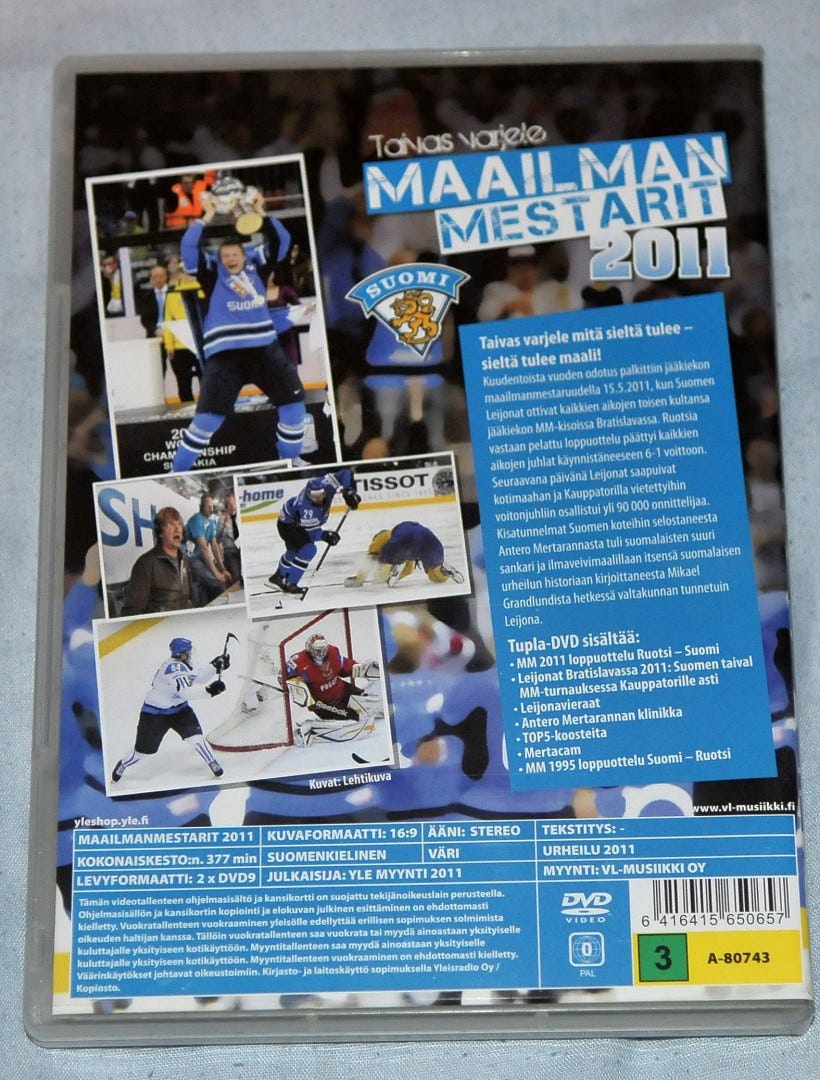 Taivas varjele
MAAILMAN
MESTARIT
2011
SUOMI
SUOMI
CHAMPIONSHIP
SH
-home
TISSOT
29
64
Reebok
Kuvat: Lehtikuva
Taivas varjele mitä sieltä tulee –
sieltä tulee maali!
Kuudentoista vuoden odotus palkittiin jääkiekon
maailmanmestaruudella 15.5.2011, kun Suomen
Leijonat ottivat kaikkien aikojen toisen kultansa
jääkiekon MM-kisoissa Bratislavassa. Ruotsia
vastaan pelattu loppuottelu päättyi kaikkien
aikojen juhlat käynnistäneeseen 6-1 voittoon.
Seuraavana päivänä Leijonat saapuivat
kotimaahan ja Kauppatorilla vietettyihin
voitonjuhliin osallistui yli 90 000 onnittelijaa.
Kisatunnelmat Suomen koteihin selostaneesta
Antero Mertarannasta tuli suomalaisten suuri
sankari ja ilmaveivimaalillaan itsensä suomalaisen
urheilun historiaan kirjoittaneesta Mikael
Grandlundista hetkessä valtakunnan tunnetuin
Leijona.
Tupla-DVD sisältää:
• MM 2011 loppuottelu Ruotsi – Suomi
• Leijonat Bratislavassa 2011: Suomen taival
MM-turnauksessa Kauppatorille asti
• Leijonavieraat
• Antero Mertarannan klinikka
• TOP5-koosteita
• Mertacam
• MM 1995 loppuottelu Suomi – Ruotsi
yleshop.yle.fi
www.vl-musiikki.fi
MAAILMANMESTARIT 2011 KUVAFORMAATTI: 16:9 ÄÄNI: STEREO TEKSTITYS: -
KOKONAISKESTO:n. 377 min SUOMENKIELINEN VÄRI URHEILU 2011
LEVYFORMAATTI: 2 x DVD9 JULKAISIJA: YLE MYYNTI 2011 MYYNTI: VL-MUSIIKKI OY
Tämän videotallenteen ohjelmasisältö ja kansikortti on suojattu tekijänoikeuslain perusteella.
Ohjelmasisällön ja kansikortin kopiointi ja elokuvan julkinen esittäminen on ehdottomasti
kielletty. Vuokratallenteen vuokraaminen yleisölle edellyttää erillisen sopimuksen solmimista
oikeuden haltijan kanssa. Tällöin vuokratallenteen saa vuokrata tai myydä ainoastaan yksityiselle
kuluttajalle yksityiseen kotikäyttöön. Myyntitallenteen saa myydä ainoastaan yksityiselle
kuluttajalle yksityiseen kotikäyttöön. Myyntitallenteen vuokraaminen on ehdottomasti kielletty.
Väärinkäytökset johtavat oikeustoimiin. Kirjasto- ja laitoskäyttö sopimuksella Yleisradio Oy /
Kopiosto.
DVD
VIDEO
0
PAL
6 416415 650657
3
A-80743